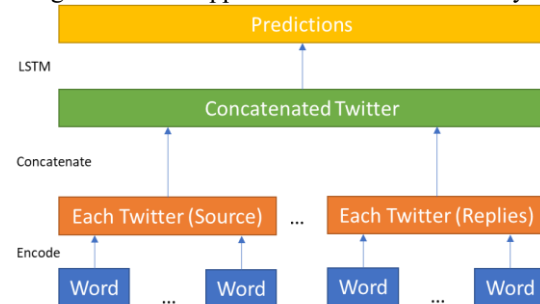 Predictions
LSTM
Concatenated Twitter
Concatenate
Each Twitter (Source) ... Each Twitter (Replies)
Encode
Word ... Word Word ... Word